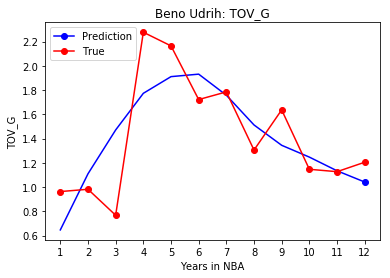 Beno Udrih: TOV_G
Prediction
True
TOV_G
2.2
2.0
1.8
1.6
1.4
1.2
1.0
0.8
0.6
1 2 3 4 5 6 7 8 9 10 11 12
Years in NBA